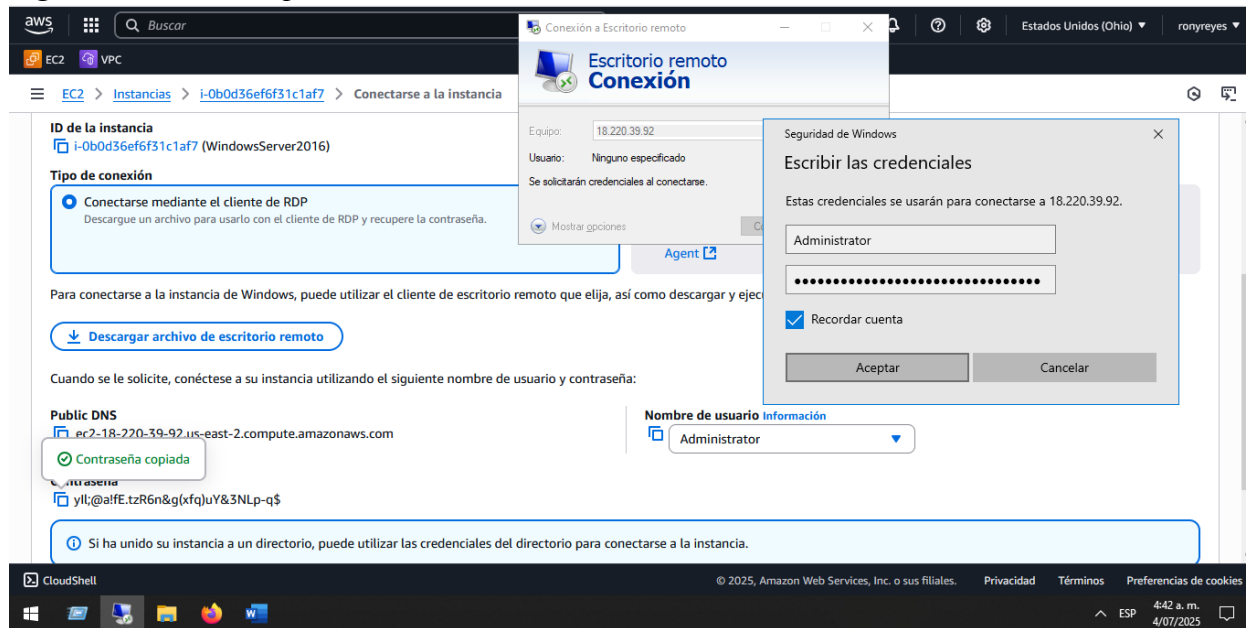 aws
Buscar
Estados Unidos (Ohio)
ronyreyes
EC2
VPC
EC2 > Instancias > i-0b0d36ef6f31c1af7 > Conectarse a la instancia
ID de la instancia
i-0b0d36ef6f31c1af7 (WindowsServer2016)
Tipo de conexión
Conectarse mediante el cliente de RDP
Descargue un archivo para usarlo con el cliente de RDP y recupere la contraseña.
Agent
Para conectarse a la instancia de Windows, puede utilizar el cliente de escritorio remoto que elija, así como descargar y ejec
Descargar archivo de escritorio remoto
Cuando se le solicite, conéctese a su instancia utilizando el siguiente nombre de usuario y contraseña:
Public DNS
ec2-18-220-39-92.us-east-2.compute.amazonaws.com
Nombre de usuario Información
Administrator
Contraseña copiada
Contraseña
yIl;@a!fE.tzR6n&g(xfq)uY&3NLp-q$
Si ha unido su instancia a un directorio, puede utilizar las credenciales del directorio para conectarse a la instancia.
Conexión a Escritorio remoto
Escritorio remoto
Conexión
Equipo: 18.220.39.92
Usuario: Ninguno especificado
Se solicitarán credenciales al conectarse.
Mostrar opciones
Seguridad de Windows
Escribir las credenciales
Estas credenciales se usarán para conectarse a 18.220.39.92.
Administrator
Recordar cuenta
Aceptar
Cancelar
CloudShell
© 2025, Amazon Web Services, Inc. o sus filiales.
Privacidad
Términos
Preferencias de cookies
ESP
4:42 a. m.
4/07/2025